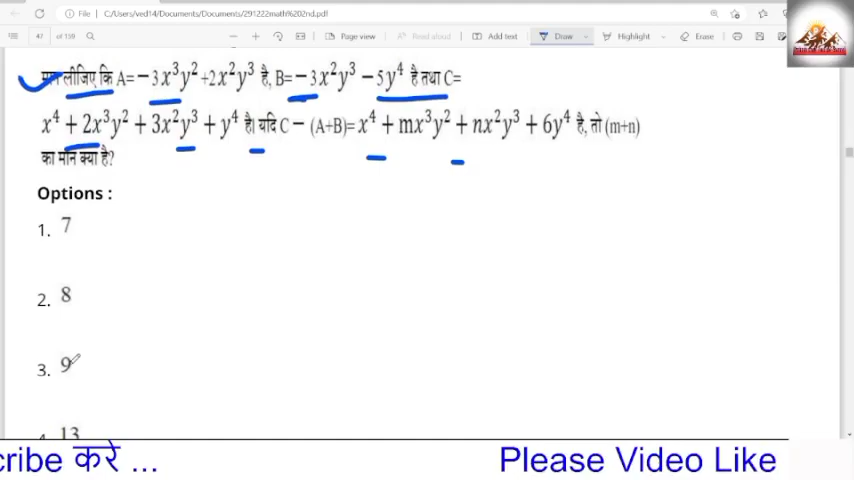 File | C:/Users/ved14/Documents/291222math%202nd.pdf
47 of 159 Page view Read aloud Add text Draw Highlight Erase
मान लीजिए कि A=−3x³y²+2x²y³ है, B=−3x²y³ −5y⁴ है तथा C=
x⁴ + 2x³y² + 3x²y³ + y⁴ है। यदि C− (A+B)= x⁴ + mx³y² + nx²y³ + 6y⁴ है, तो (m+n)
का मान क्या है?
Options :
1. 7
2. 8
3. 9
4. 13
cribe करे ... Please Video Like